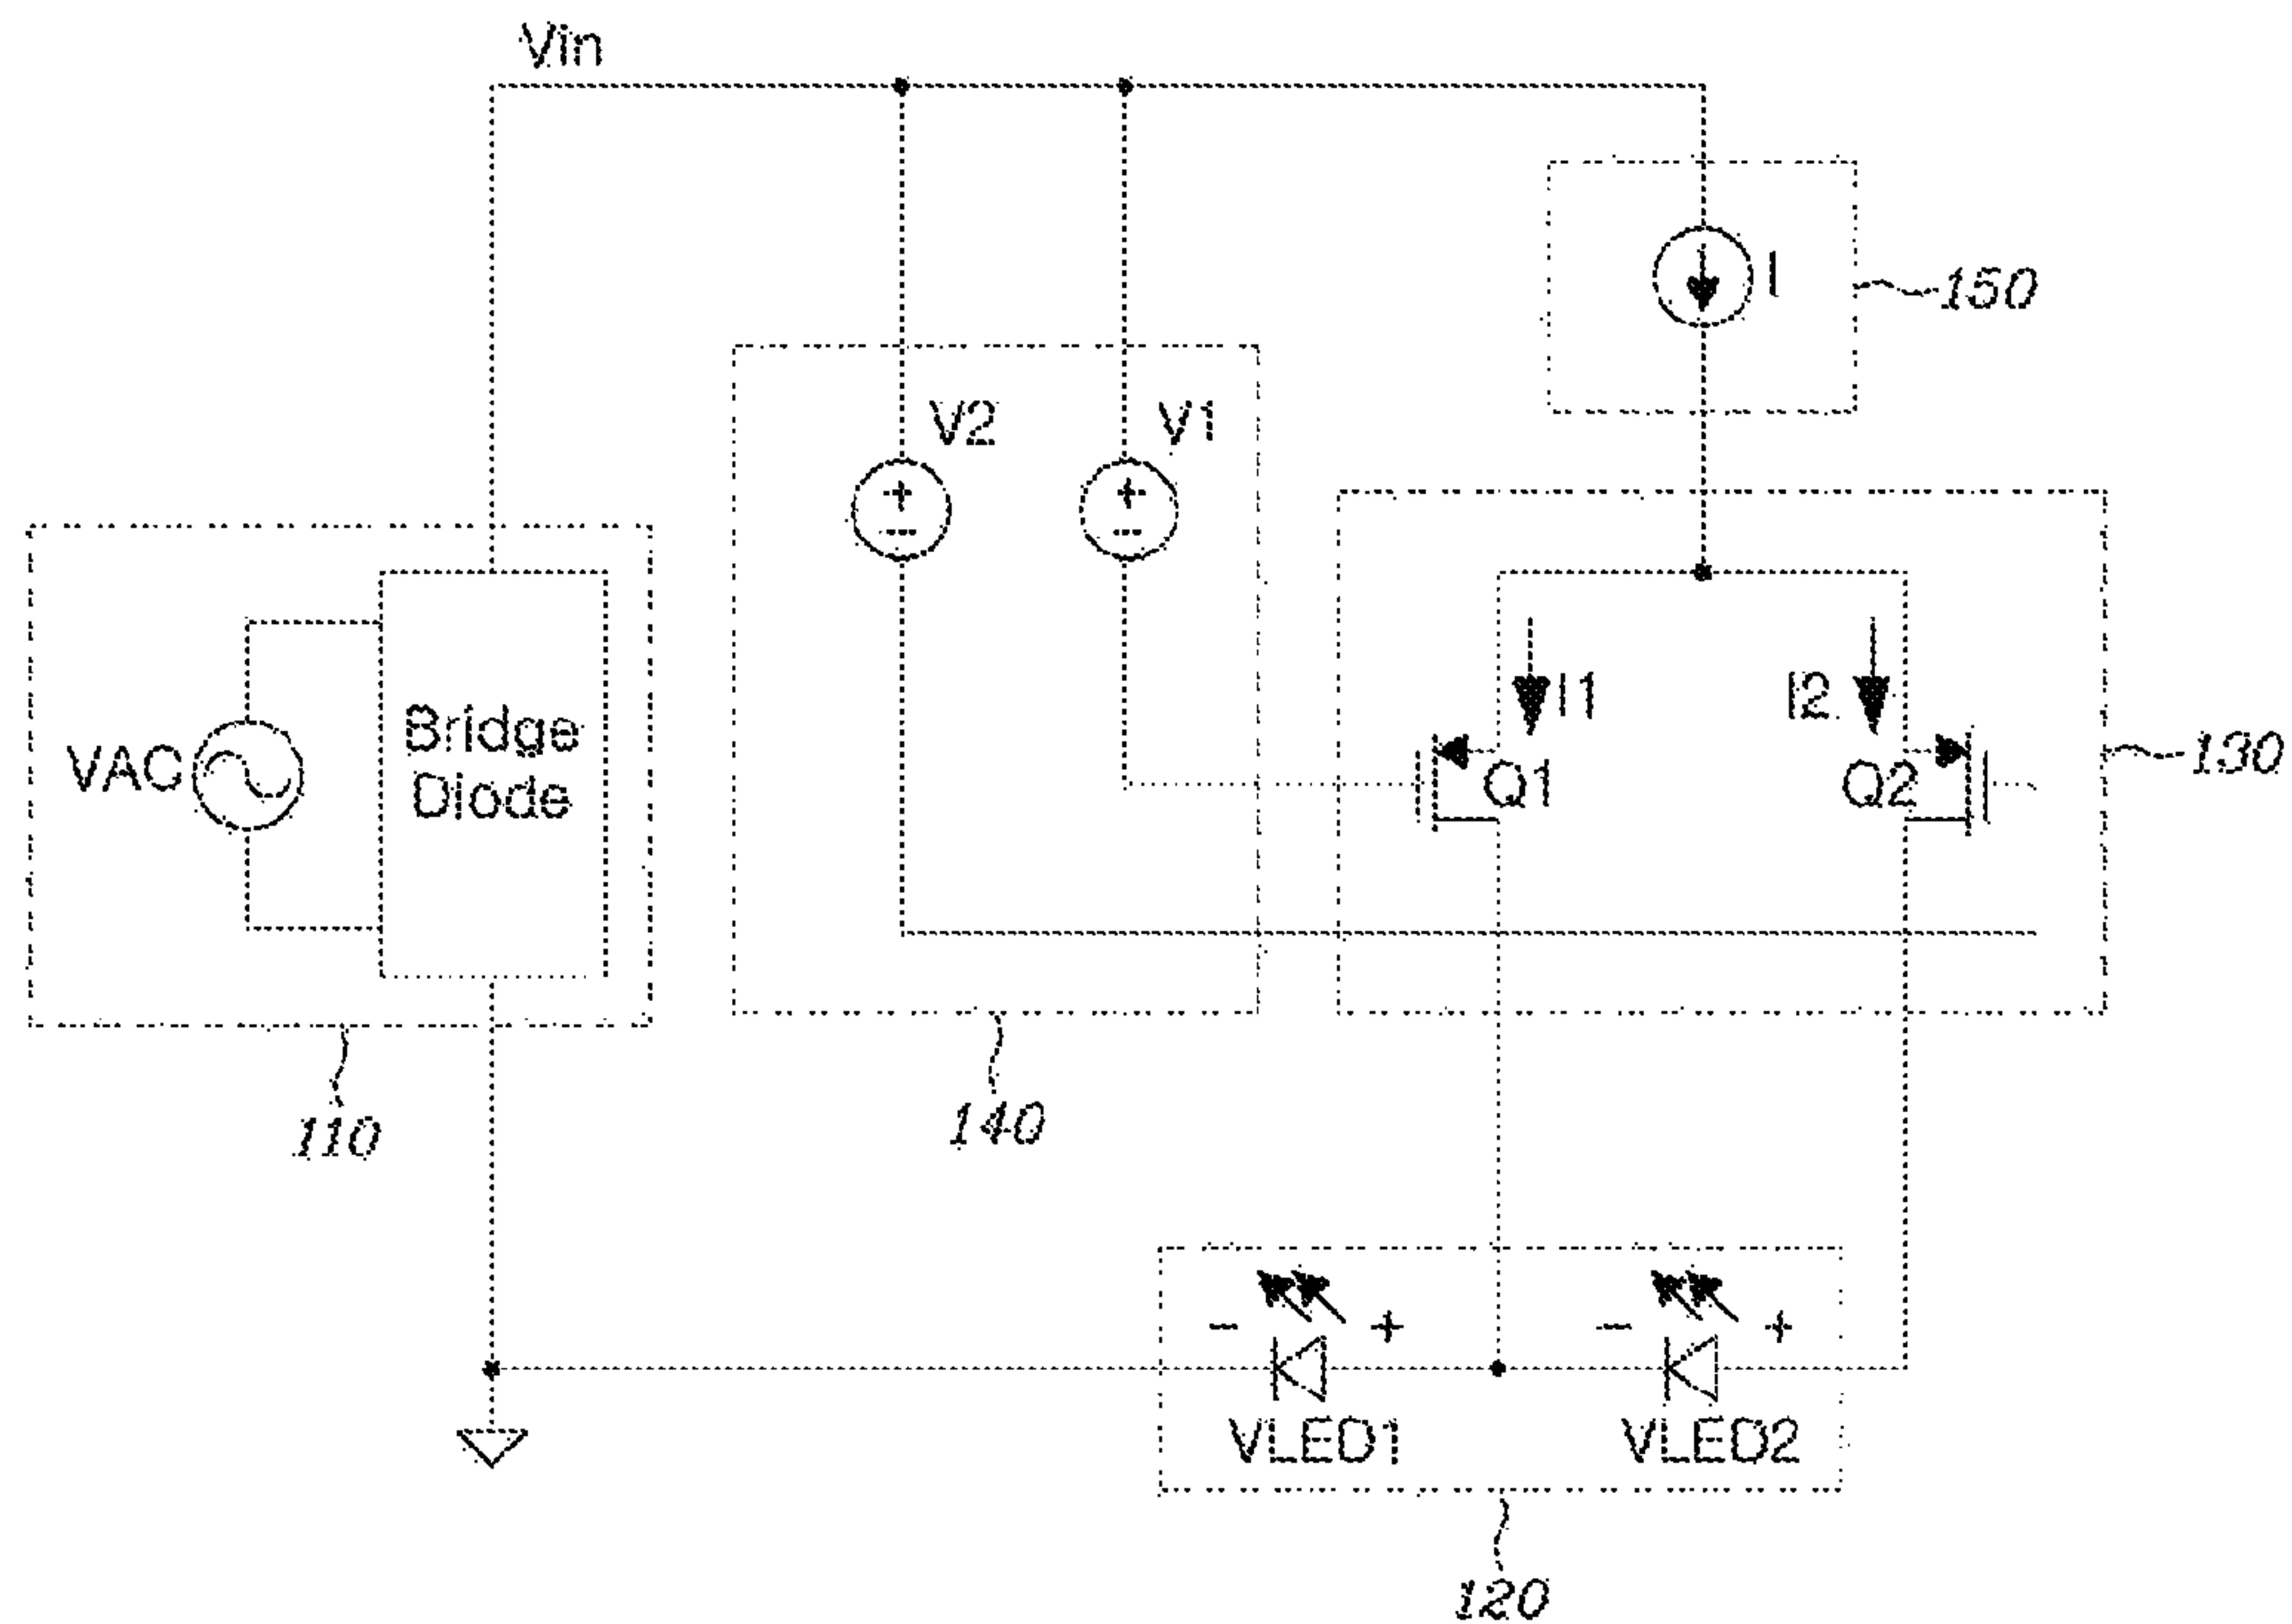 Vin
I
150
V2
V1
I1
I2
Bridge
Diode
VAC
Q1
Q2
130
110
140
- + - +
VLED1
VLED2
120